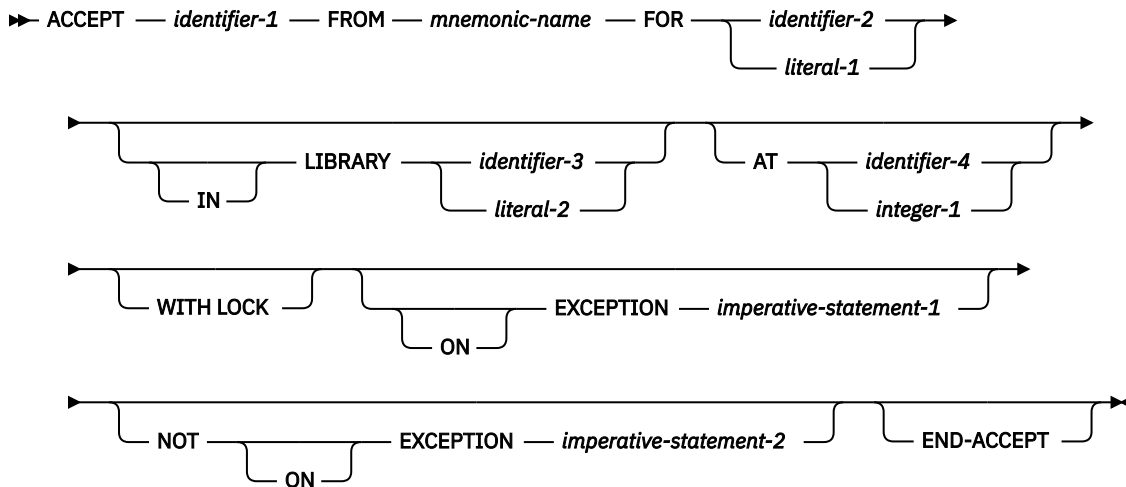 ACCEPT identifier-1 FROM mnemonic-name FOR identifier-2
literal-1
LIBRARY identifier-3 AT identifier-4
IN literal-2 integer-1
WITH LOCK EXCEPTION imperative-statement-1
ON
NOT EXCEPTION imperative-statement-2 END-ACCEPT
ON